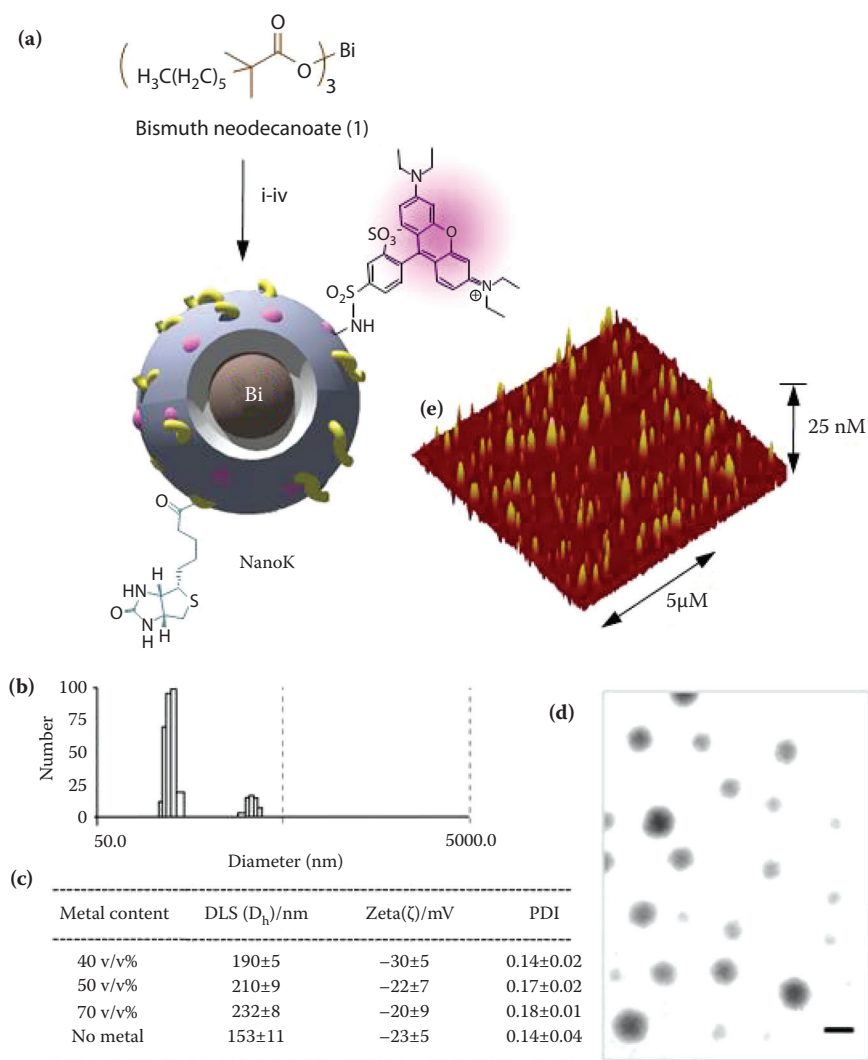 (a)
O
H₃C(H₂C)₅
O
3
Bi
Bismuth neodecanoate (1)
i-iv
N
SO₃⁻
O
O₂S
N
⊕
NH
Bi
(e)
25 nM
5μM
O
NanoK
H
HN
S
O
N
H
H
(b)
100
75
50
25
0
Number
50.0
5000.0
Diameter (nm)
(d)
(c)
Metal content DLS (Dₕ)/nm Zeta(ζ)/mV PDI
40 v/v% 190±5 −30±5 0.14±0.02
50 v/v% 210±9 −22±7 0.17±0.02
70 v/v% 232±8 −20±9 0.18±0.01
No metal 153±11 −23±5 0.14±0.04